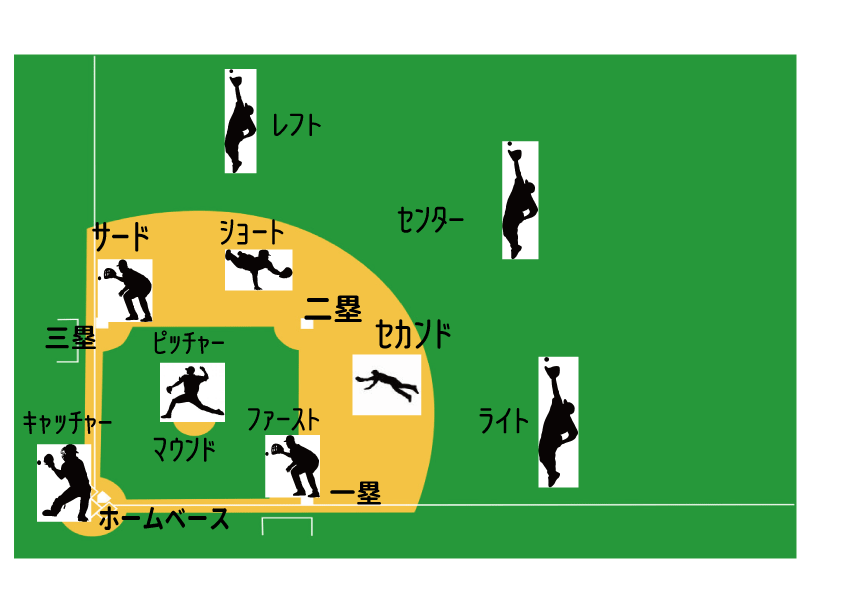 レフト
センター
サード
ショート
二塁
セカンド
三塁
ピッチャー
キャッチャー
ファースト
ライト
マウンド
一塁
ホームベース